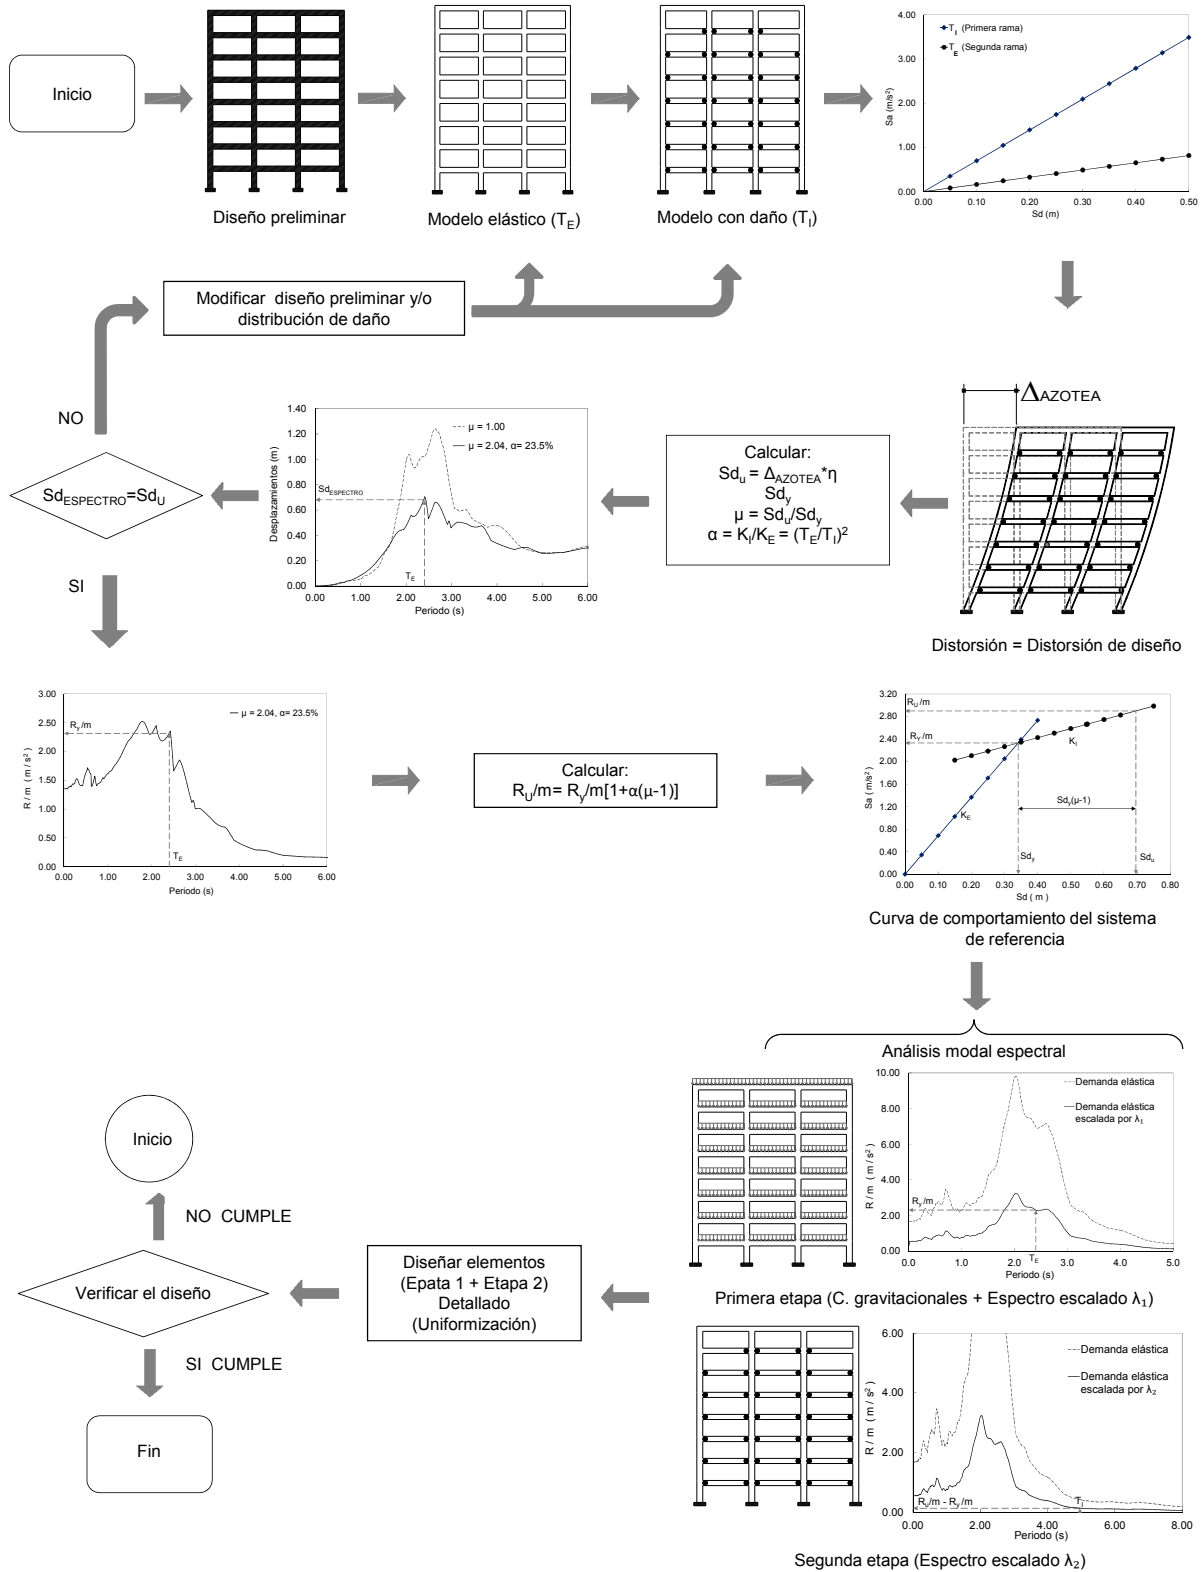 Inicio
Diseño preliminar
Modelo elástico (T_E)
Modelo con daño (T_I)
4.00
3.00
2.00
1.00
0.00
Sa (m/s²)
T_I (Primera rama)
T_E (Segunda rama)
0.00 0.10 0.20 0.30 0.40 0.50
Sd (m)
Modificar diseño preliminar y/o
distribución de daño
NO
Sd_ESPECTRO=Sd_U
SI
1.40
1.20
1.00
0.80
0.60
0.40
0.20
0.00
Desplazamientos (m)
μ = 1.00
μ = 2.04, α= 23.5%
Sd_ESPECTRO
T_E
0.00 1.00 2.00 3.00 4.00 5.00 6.00
Periodo (s)
Calcular:
Sd_u = Δ_AZOTEA*η
Sd_y
μ = Sd_u/Sd_y
α = K_I/K_E = (T_E/T_I)²
Δ_AZOTEA
Distorsión = Distorsión de diseño
3.00
2.50
2.00
1.50
1.00
0.50
0.00
R / m ( m / s²)
μ = 2.04, α= 23.5%
R_y/m
T_E
0.00 1.00 2.00 3.00 4.00 5.00 6.00
Periodo (s)
Calcular:
R_U/m= R_y/m[1+α(μ-1)]
3.20
2.80
2.40
2.00
1.60
1.20
0.80
0.40
0.00
Sa ( m/s²)
R_U/m
R_Y/m
K_I
K_E
Sd_y(μ-1)
Sd_y
Sd_u
0.00 0.10 0.20 0.30 0.40 0.50 0.60 0.70 0.80
Sd ( m )
Curva de comportamiento del sistema
de referencia
Análisis modal espectral
10.00
8.00
6.00
4.00
2.00
0.00
R / m ( m / s²)
Demanda elástica
Demanda elástica
escalada por λ₁
R_y/m
T_E
0.0 1.0 2.0 3.0 4.0 5.0
Periodo (s)
Primera etapa (C. gravitacionales + Espectro escalado λ₁)
Inicio
NO CUMPLE
Verificar el diseño
SI CUMPLE
Fin
Diseñar elementos
(Epata 1 + Etapa 2)
Detallado
(Uniformización)
6.00
4.00
2.00
0.00
R / m ( m / s²)
Demanda elástica
Demanda elástica
escalada por λ₂
R_u/m - R_y/m
T_I
0.00 2.00 4.00 6.00 8.00
Periodo (s)
Segunda etapa (Espectro escalado λ₂)